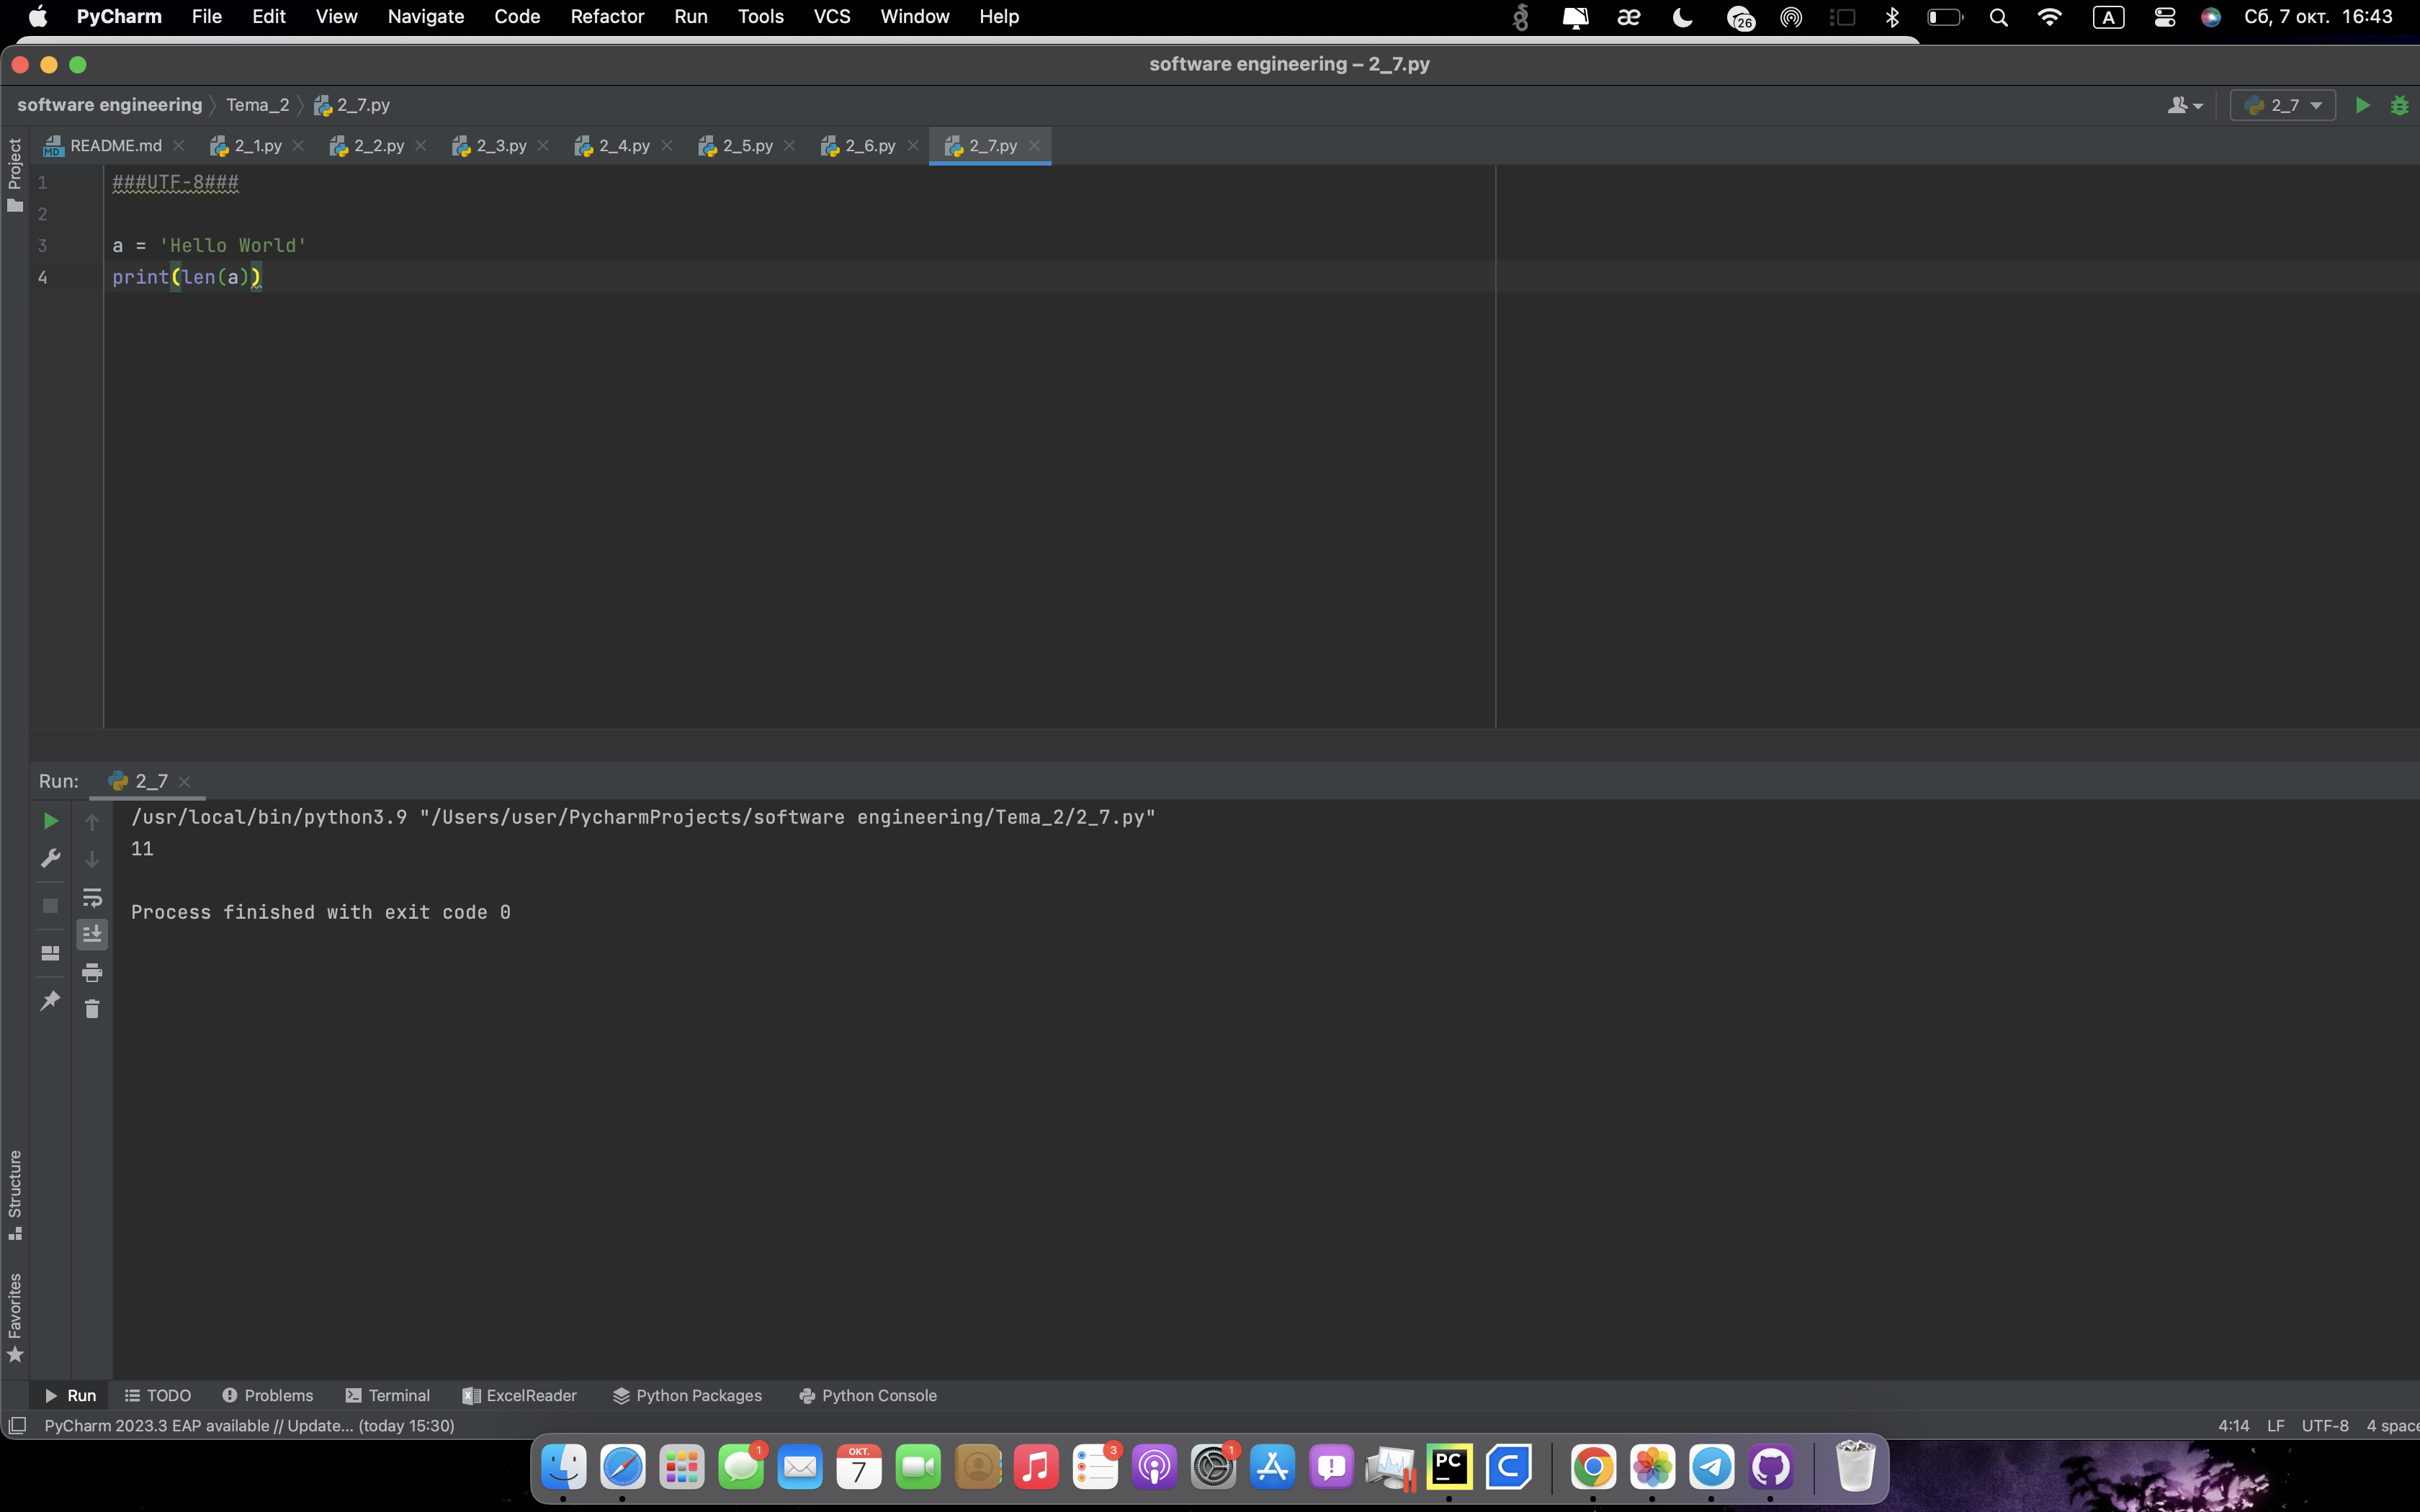 PyCharm File Edit View Navigate Code Refactor Run Tools VCS Window Help 26 A Сб, 7 окт. 16:43
software engineering – 2_7.py
software engineering Tema_2 2_7.py 2_7
README.md 2_1.py 2_2.py 2_3.py 2_4.py 2_5.py 2_6.py 2_7.py
Project
1 ###UTF-8###
2
3 a = 'Hello World'
4 print(len(a))
Run: 2_7
/usr/local/bin/python3.9 "/Users/user/PycharmProjects/software engineering/Tema_2/2_7.py"
11
Process finished with exit code 0
Structure
Favorites
Run TODO Problems Terminal ExcelReader Python Packages Python Console
PyCharm 2023.3 EAP available // Update... (today 15:30) 4:14 LF UTF-8 4 space
1 ОКТ. 7 3 1 PC C